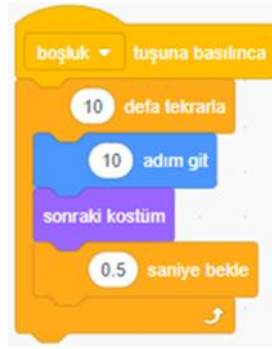 boşluk tuşuna basılınca
10 defa tekrarla
10 adım git
sonraki kostüm
0.5 saniye bekle